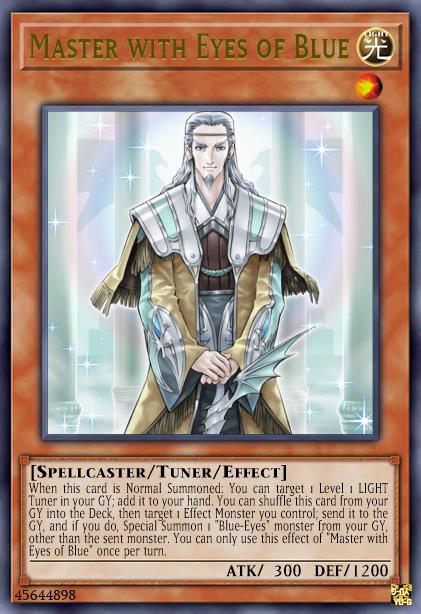 Master with Eyes of Blue
LIGHT
光
[Spellcaster/Tuner/Effect]
When this card is Normal Summoned: You can target 1 Level 1 LIGHT
Tuner in your GY; add it to your hand. You can shuffle this card from your
GY into the Deck, then target 1 Effect Monster you control; send it to the
GY, and if you do, Special Summon 1 "Blue-Eyes" monster from your GY,
other than the sent monster. You can only use this effect of "Master with
Eyes of Blue" once per turn.
ATK/ 300 DEF/1200
45644898